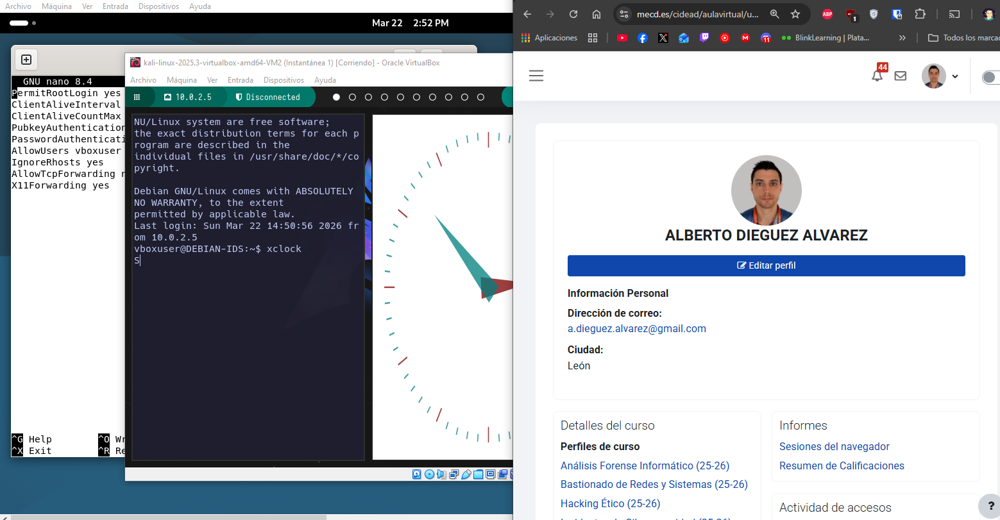 Archivo Máquina Ver Entrada Dispositivos Ayuda
Mar 22 2:52 PM
GNU nano 8.4
PermitRootLogin yes
ClientAliveInterval
ClientAliveCountMax
PubkeyAuthentication
PasswordAuthenticati
AllowUsers vboxuser
IgnoreRhosts yes
AllowTcpForwarding n
X11Forwarding yes
^G Help ^O Wr
^X Exit ^R Re
kali-linux-2025.3-virtualbox-amd64-VM2 (Instantánea 1) [Corriendo] - Oracle VirtualBox
Archivo Máquina Ver Entrada Dispositivos Ayuda
10.0.2.5 Disconnected
NU/Linux system are free software;
the exact distribution terms for each p
rogram are described in the
individual files in /usr/share/doc/*/co
pyright.
Debian GNU/Linux comes with ABSOLUTELY
NO WARRANTY, to the extent
permitted by applicable law.
Last login: Sun Mar 22 14:50:56 2026 fr
om 10.0.2.5
vboxuser@DEBIAN-IDS:~$ xclock
S
mecd.es/cidead/aulavirtual/u...
ABP
1
Aplicaciones
11
BlinkLearning | Plata...
»
Todos los marcad
44
ALBERTO DIEGUEZ ALVAREZ
Editar perfil
Información Personal
Dirección de correo:
a.dieguez.alvarez@gmail.com
Ciudad:
León
Detalles del curso
Perfiles de curso
Análisis Forense Informático (25-26)
Bastionado de Redes y Sistemas (25-26)
Hacking Ético (25-26)
Informes
Sesiones del navegador
Resumen de Calificaciones
Actividad de accesos
?